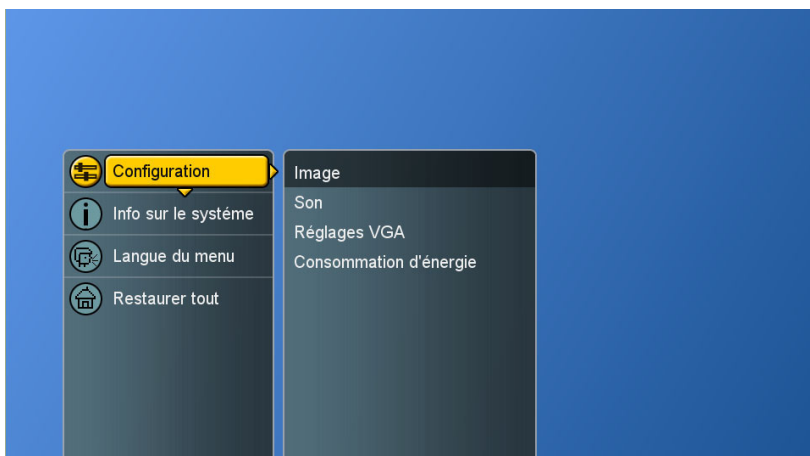 Configuration
Info sur le systéme
Langue du menu
Restaurer tout
Image
Son
Réglages VGA
Consommation d'énergie